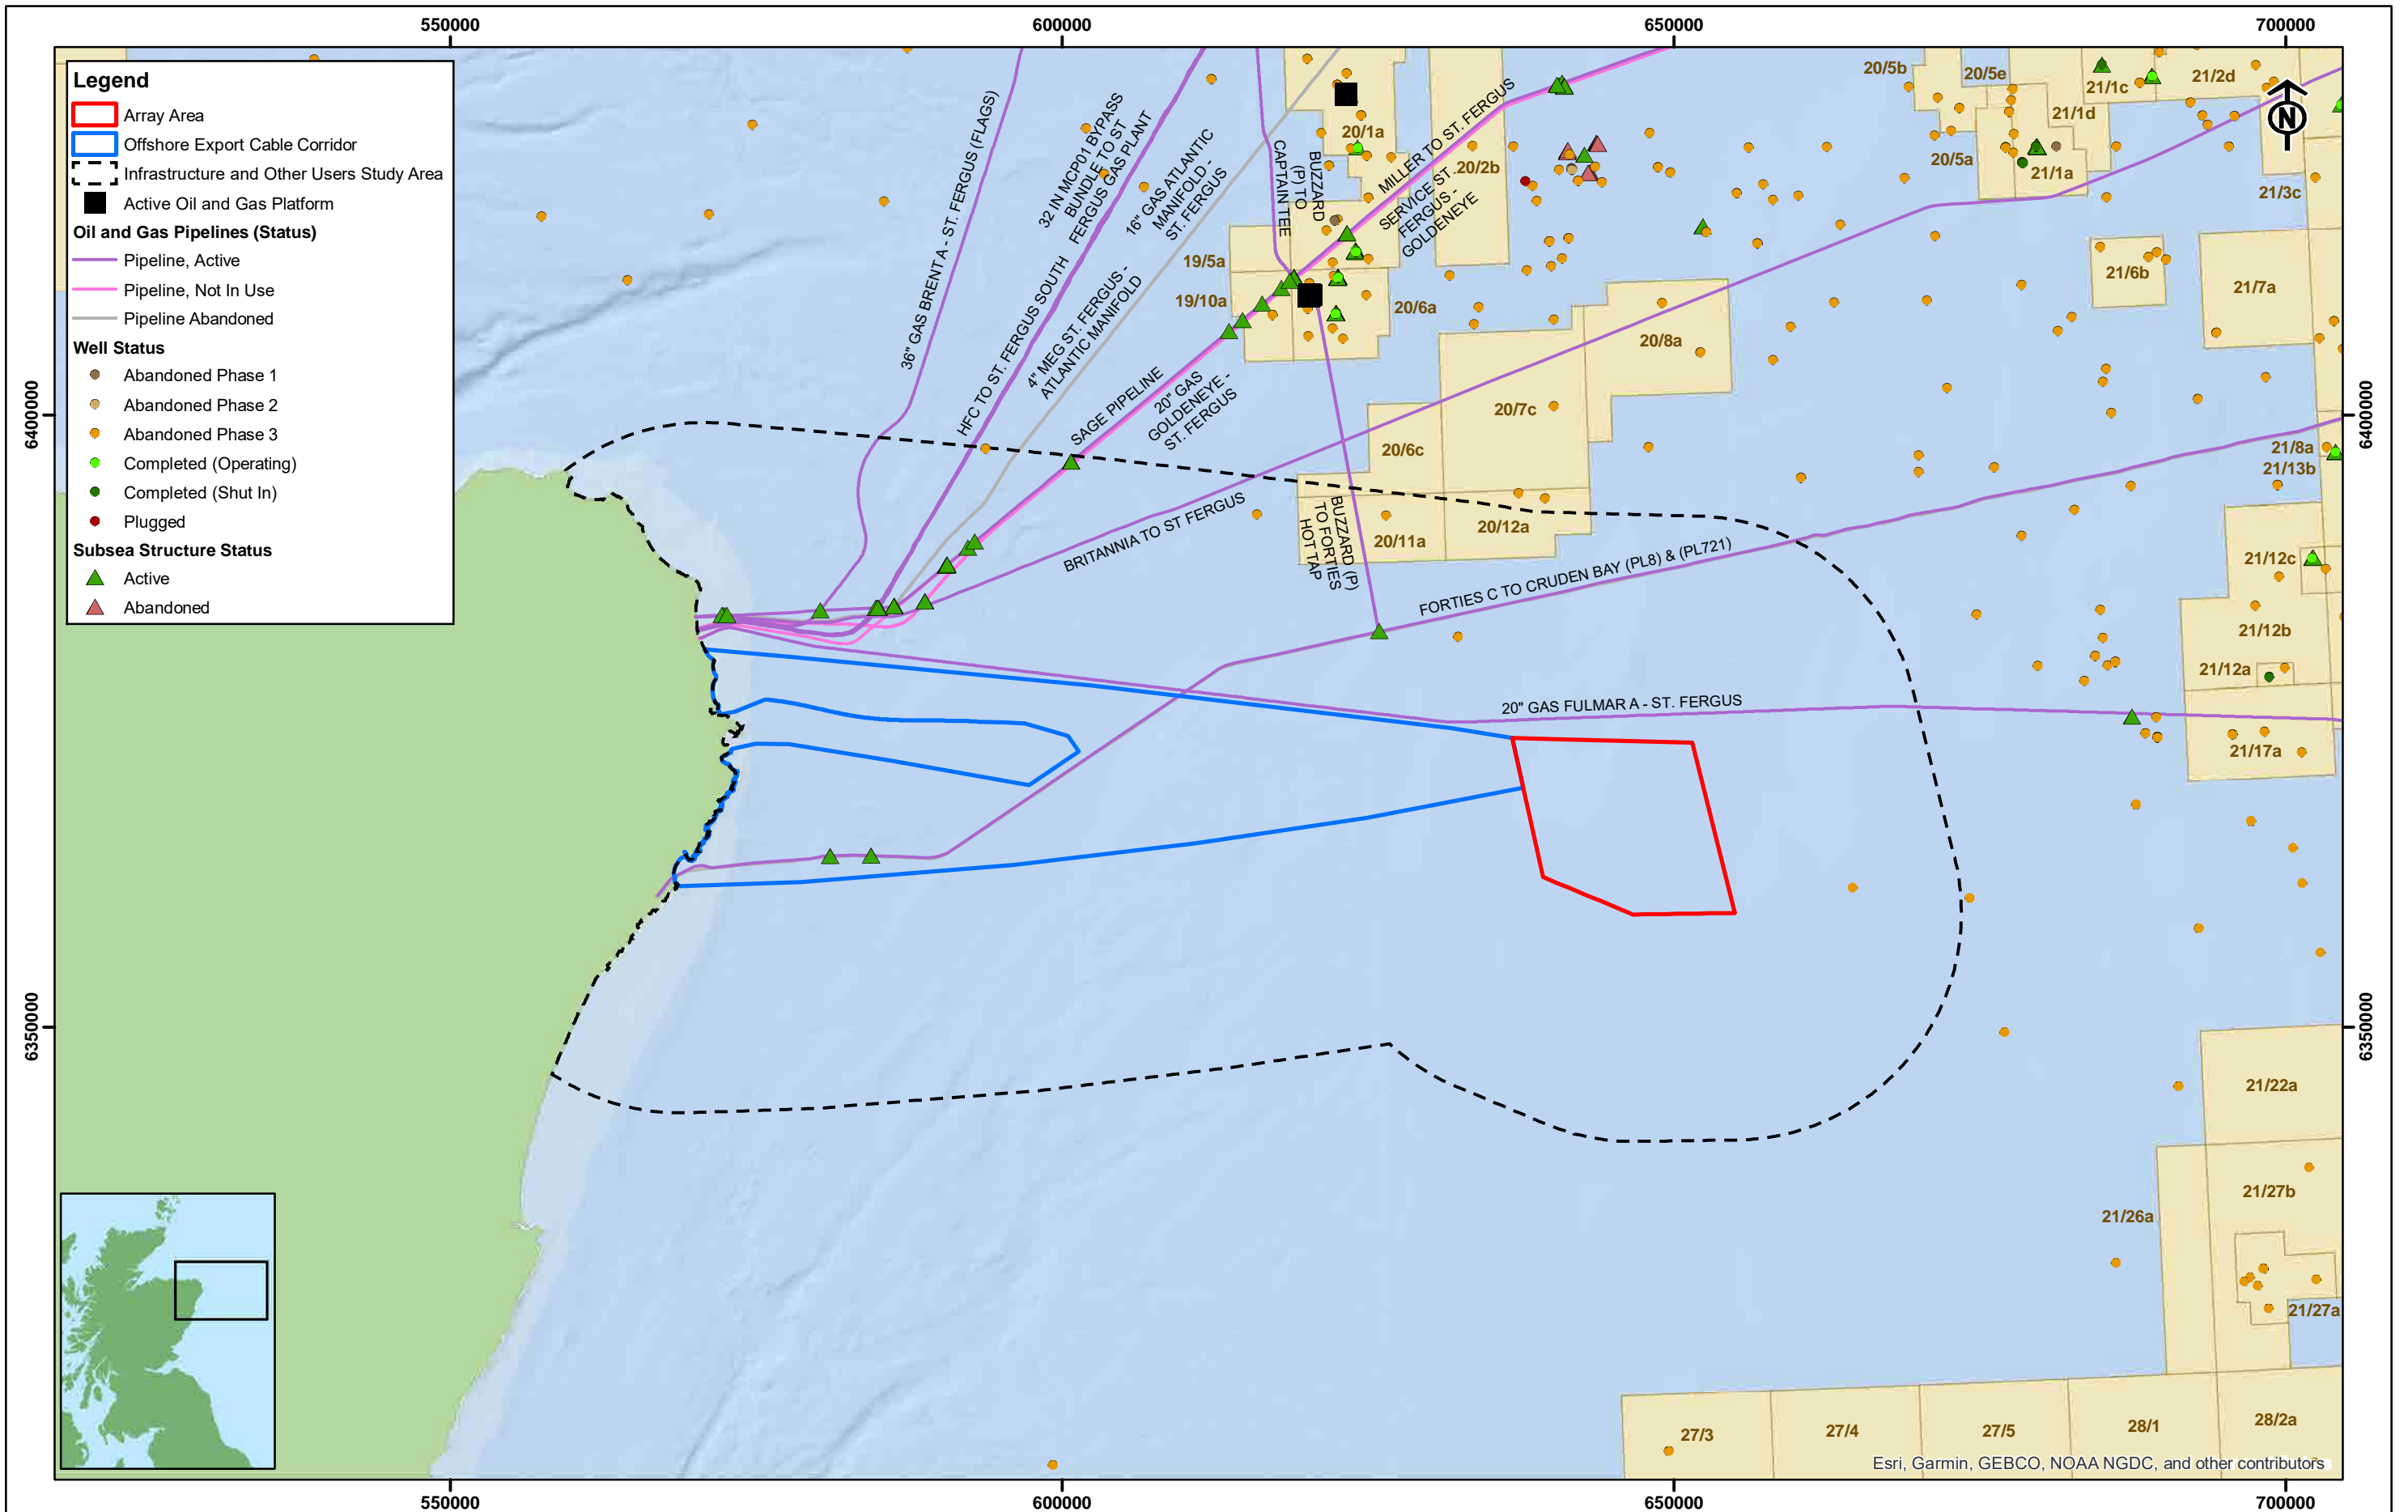 550000
600000
650000
700000
Legend
Array Area
Offshore Export Cable Corridor
Infrastructure and Other Users Study Area
Active Oil and Gas Platform
Oil and Gas Pipelines (Status)
Pipeline, Active
Pipeline, Not In Use
Pipeline Abandoned
Well Status
Abandoned Phase 1
Abandoned Phase 2
Abandoned Phase 3
Completed (Operating)
Completed (Shut In)
Plugged
Subsea Structure Status
Active
Abandoned
N
36" GAS BRENT A - ST. FERGUS (FLAGS)
32 IN MCP01 BYPASS
BUNDLE TO ST
FERGUS GAS PLANT
HFC TO ST. FERGUS SOUTH
16" GAS ATLANTIC
MANIFOLD -
ST. FERGUS
4" MEG ST. FERGUS -
ATLANTIC MANIFOLD
BUZZARD
(P) TO
CAPTAIN TEE
MILLER TO ST. FERGUS
SERVICE ST.
FERGUS -
GOLDENEYE
SAGE PIPELINE
20" GAS
GOLDENEYE -
ST. FERGUS
BRITANNIA TO ST FERGUS
BUZZARD (P)
TO FORTIES
HOT TAP
FORTIES C TO CRUDEN BAY (PL8) & (PL721)
20" GAS FULMAR A - ST. FERGUS
20/1a
20/2b
20/5b
20/5e
21/1c
21/2d
21/1d
20/5a
21/1a
21/3c
19/5a
19/10a
20/6a
21/6b
21/7a
20/8a
20/7c
20/6c
21/8a
21/13b
20/11a
20/12a
21/12c
21/12b
21/12a
21/17a
21/22a
21/27b
21/26a
21/27a
27/3
27/4
27/5
28/1
28/2a
6400000
6400000
6350000
6350000
Esri, Garmin, GEBCO, NOAA NGDC, and other contributors
550000
600000
650000
700000